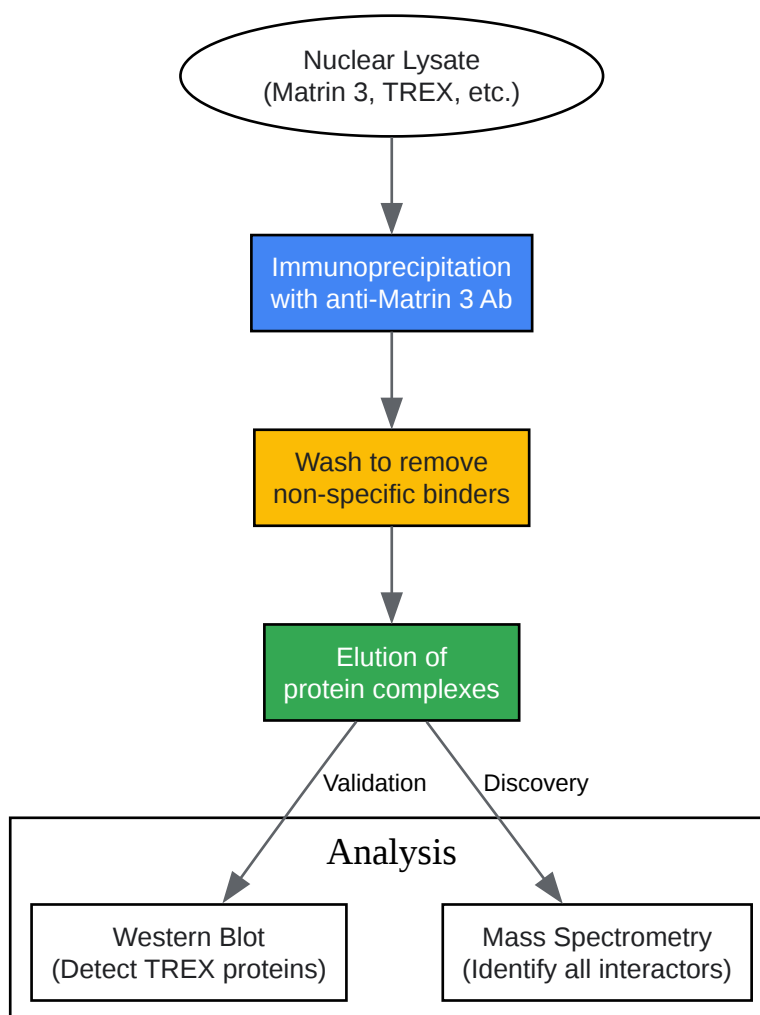 Nuclear Lysate
(Matrin 3, TREX, etc.)
Immunoprecipitation
with anti-Matrin 3 Ab
Wash to remove
non-specific binders
Elution of
protein complexes
Validation
Discovery
Analysis
Western Blot
(Detect TREX proteins)
Mass Spectrometry
(Identify all interactors)